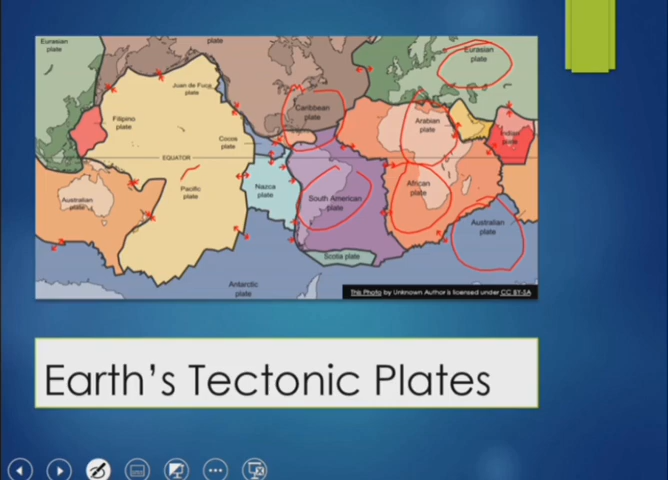 Eurasian
plate
plate
Eurasian
plate
Juan de Fuca
plate
Caribbean
plate
Filipino
plate
Arabian
plate
Indian
plate
Cocos
plate
EQUATOR
Pacific
plate
Nazca
plate
African
plate
Australian
plate
South American
plate
Australian
plate
Scotia plate
Antarctic
plate
This Photo by Unknown Author is licensed under CC BY-SA
Earth's Tectonic Plates